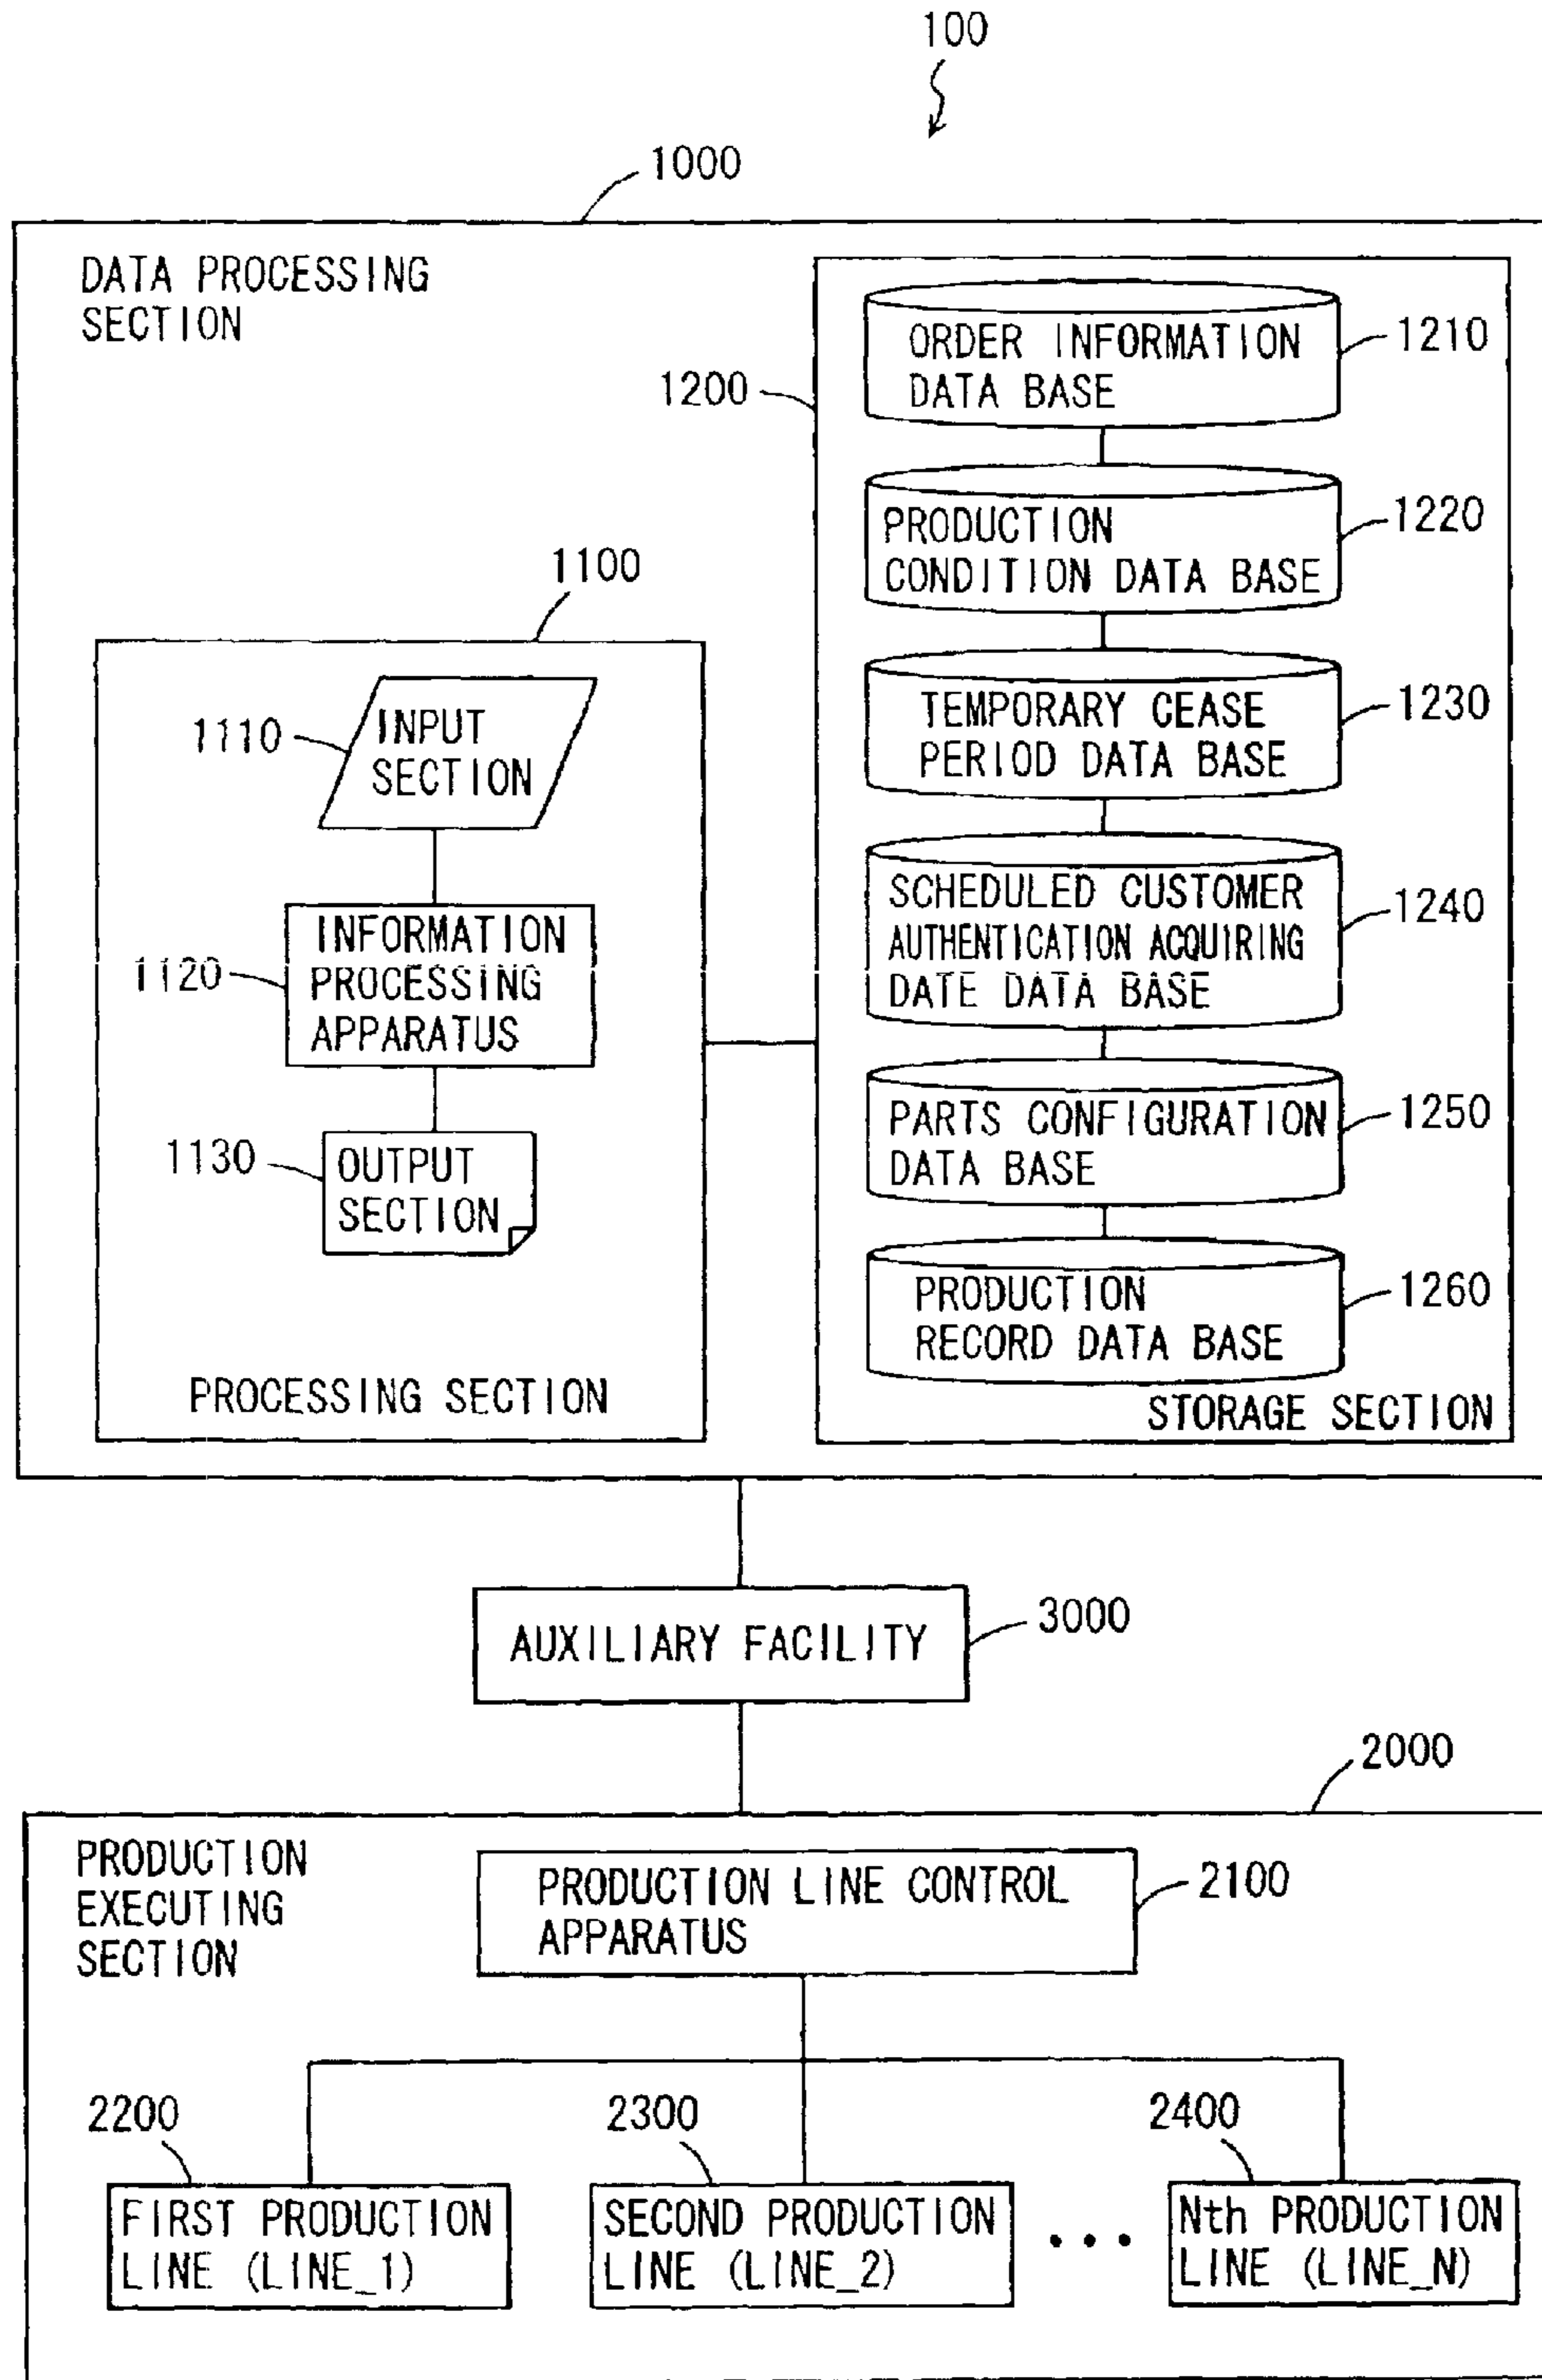 100
1000
DATA PROCESSING
SECTION
1200
ORDER INFORMATION
DATA BASE
1210
PRODUCTION
CONDITION DATA BASE
1220
1100
TEMPORARY CEASE
PERIOD DATA BASE
1230
1110
INPUT
SECTION
SCHEDULED CUSTOMER
AUTHENTICATION ACQUIRING
DATE DATA BASE
1240
1120
INFORMATION
PROCESSING
APPARATUS
PARTS CONFIGURATION
DATA BASE
1250
1130
OUTPUT
SECTION
PRODUCTION
RECORD DATA BASE
1260
PROCESSING SECTION
STORAGE SECTION
AUXILIARY FACILITY
3000
2000
PRODUCTION
EXECUTING
SECTION
PRODUCTION LINE CONTROL
APPARATUS
2100
2200
2300
2400
FIRST PRODUCTION
LINE (LINE_1)
SECOND PRODUCTION
LINE (LINE_2)
• • •
Nth PRODUCTION
LINE (LINE_N)